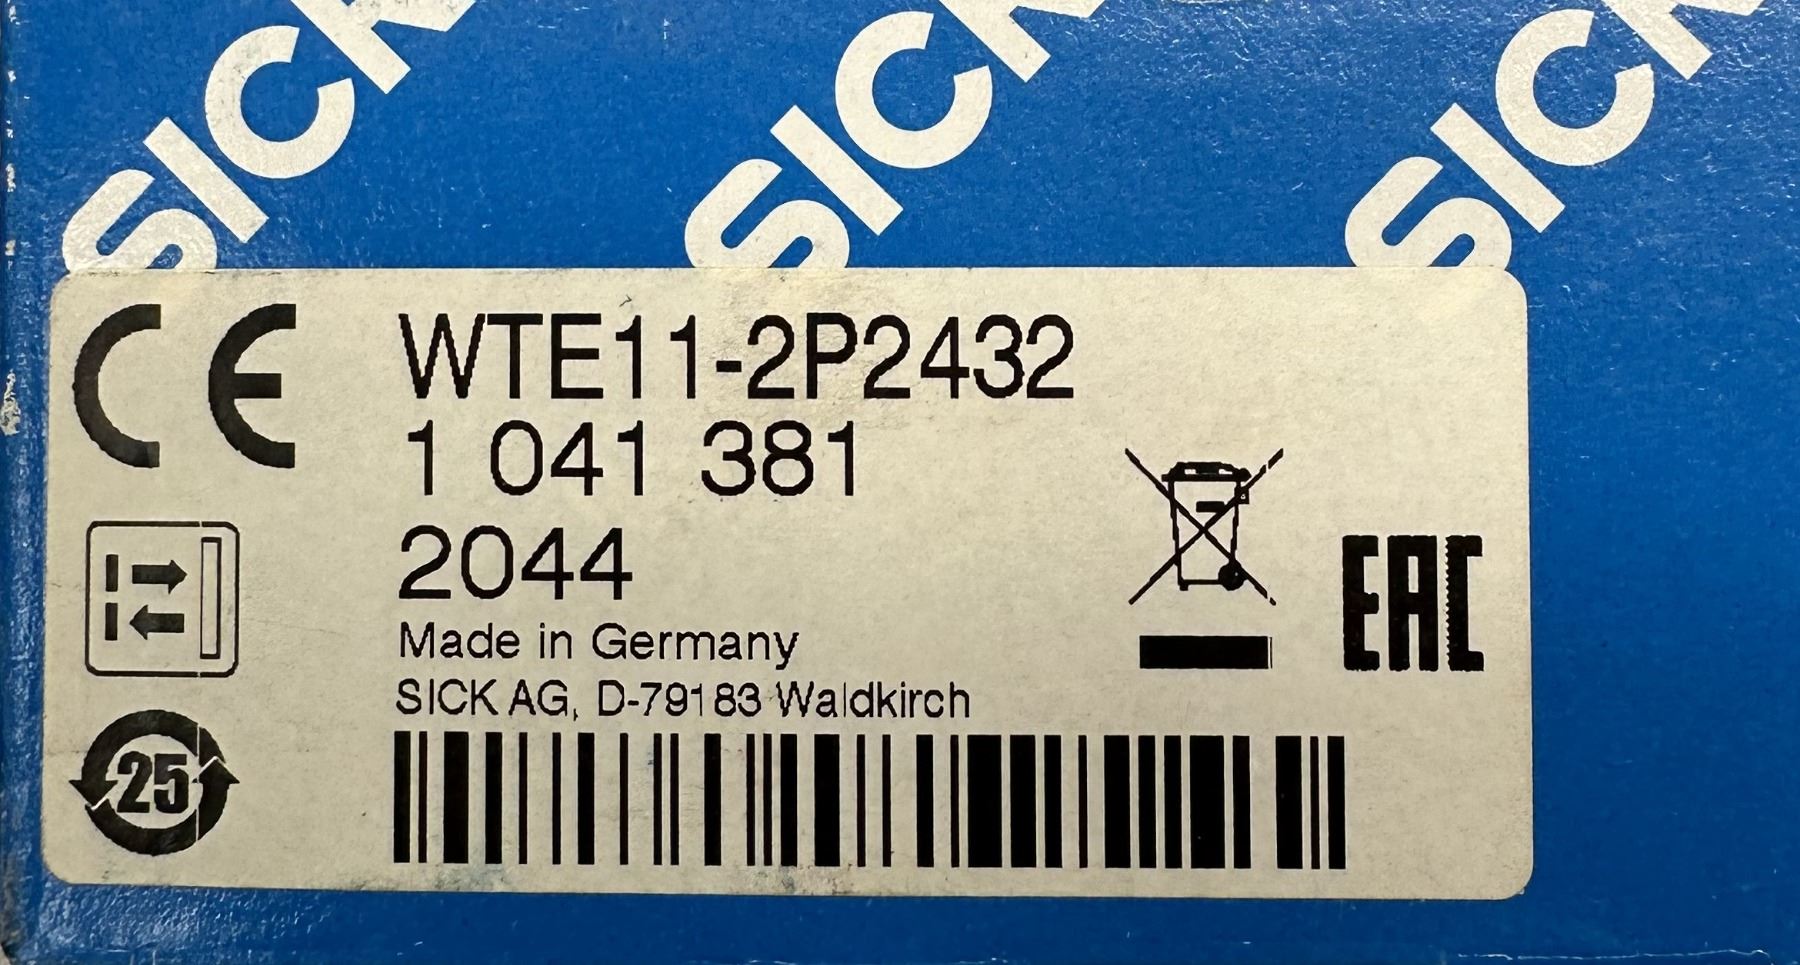 SICK SICK SICK
CE
WTE11-2P2432
1 041 381
2044
Made in Germany
SICK AG, D-79183 Waldkirch
EAC
25